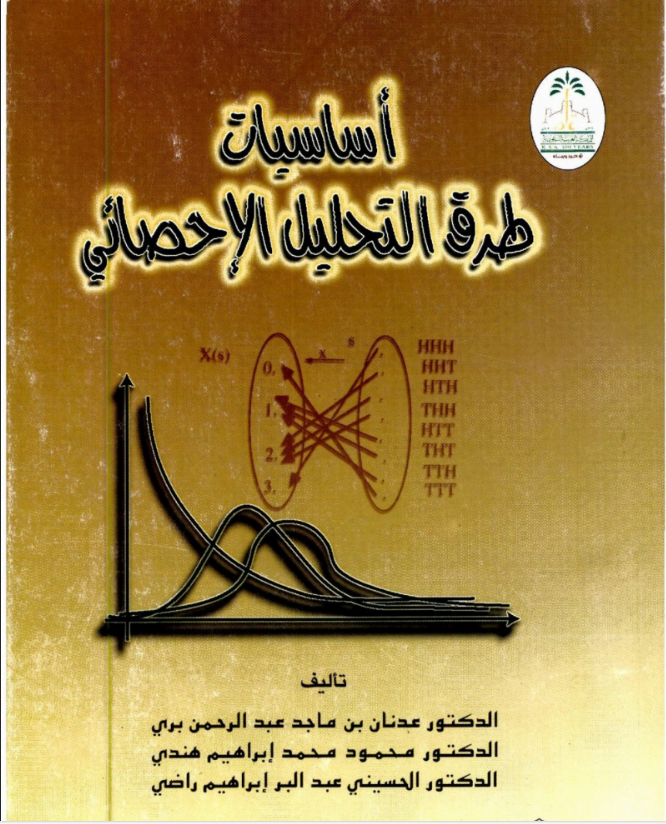 أساسيات
طرق التحليل الإحصائي
X(s)
x
s
0,
1,
2,
3,
HHH
HHT
HTH
THH
HTT
THT
TTH
TTT
تأليف
الدكتور عدنان بن ماجد عبد الرحمن بري
الدكتور محمود محمد إبراهيم هندي
الدكتور الحسيني عبد البر إبراهيم راضي